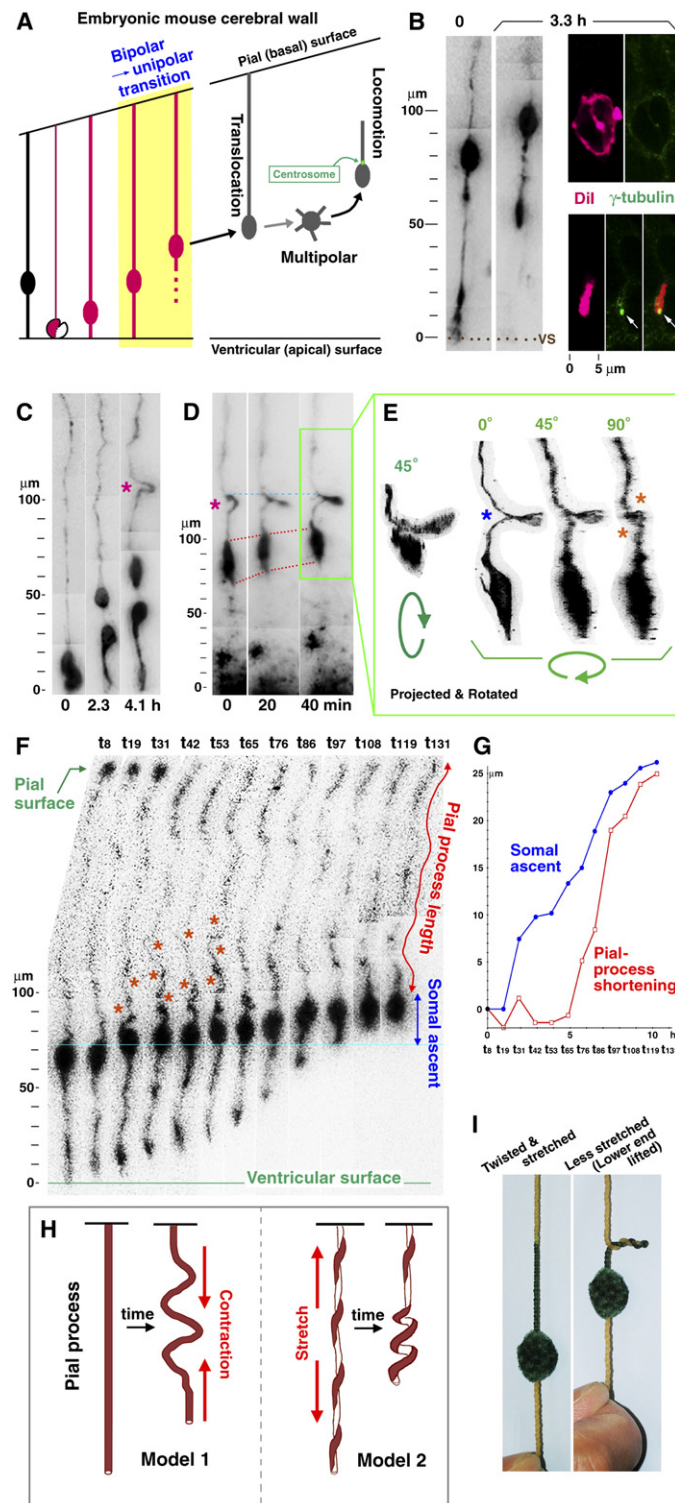 A
Embryonic mouse cerebral wall
Bipolar
→ unipolar
transition
Pial (basal) surface
Translocation
Locomotion
Centrosome
Multipolar
Ventricular (apical) surface
B
0
3.3 h
μm
100
50
0
VS
DiI
γ-tubulin
0 5 μm
C
μm
100
50
0
*
0 2.3 4.1 h
D
μm
100
50
0
*
0 20 40 min
E
45°
0° 45° 90°
*
*
*
Projected & Rotated
F
t8 t19 t31 t42 t53 t65 t76 t86 t97 t108 t119 t131
Pial surface
Pial process length
* * * * * * * * *
μm
100
50
0
Somal ascent
Ventricular surface
G
μm
25
20
15
10
5
0
Somal
ascent
Pial-
process
shortening
0 5 10 h
t8 t19 t31 t42 t53 t65 t76 t86 t97 t108 t119 t131
H
Pial process
time
Contraction
Model 1
Stretch
time
Model 2
I
Twisted &
stretched
Less stretched
(Lower end
lifted)